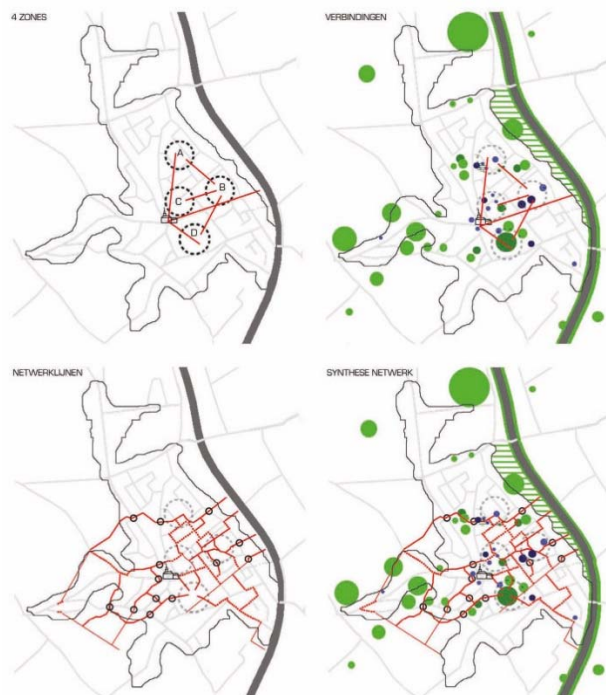 4 ZONES
VERBINDINGEN
A
B
C
D
NETWERKLIJNEN
SYNTHESE NETWERK